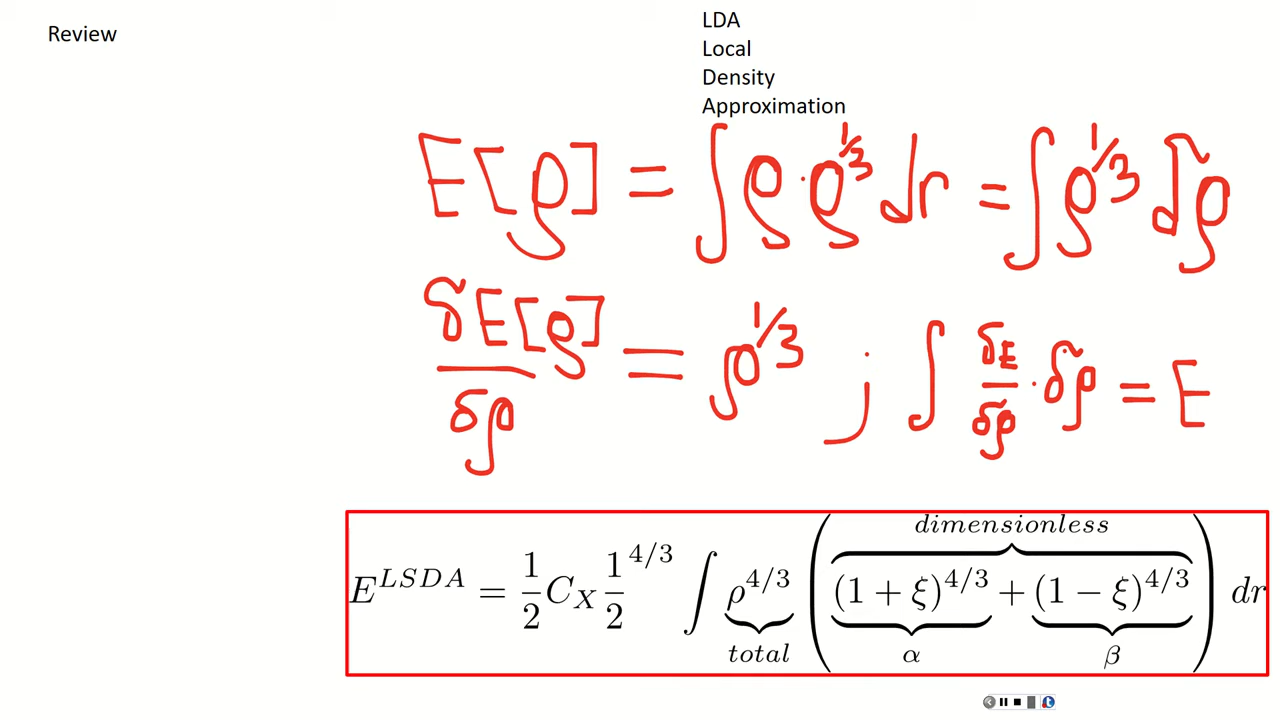 Review
LDA
Local
Density
Approximation
E[ρ] = ∫ρ·ρ^1/3 dr = ∫ρ^1/3 dρ
δE[ρ]/δρ = ρ^1/3 ; ∫ δE/δρ · δρ = E
dimensionless
E^LSDA = 1/2 C_X 1/2^4/3 ∫ ρ^4/3 ( (1 + ξ)^4/3 + (1 − ξ)^4/3 ) dr
total α β